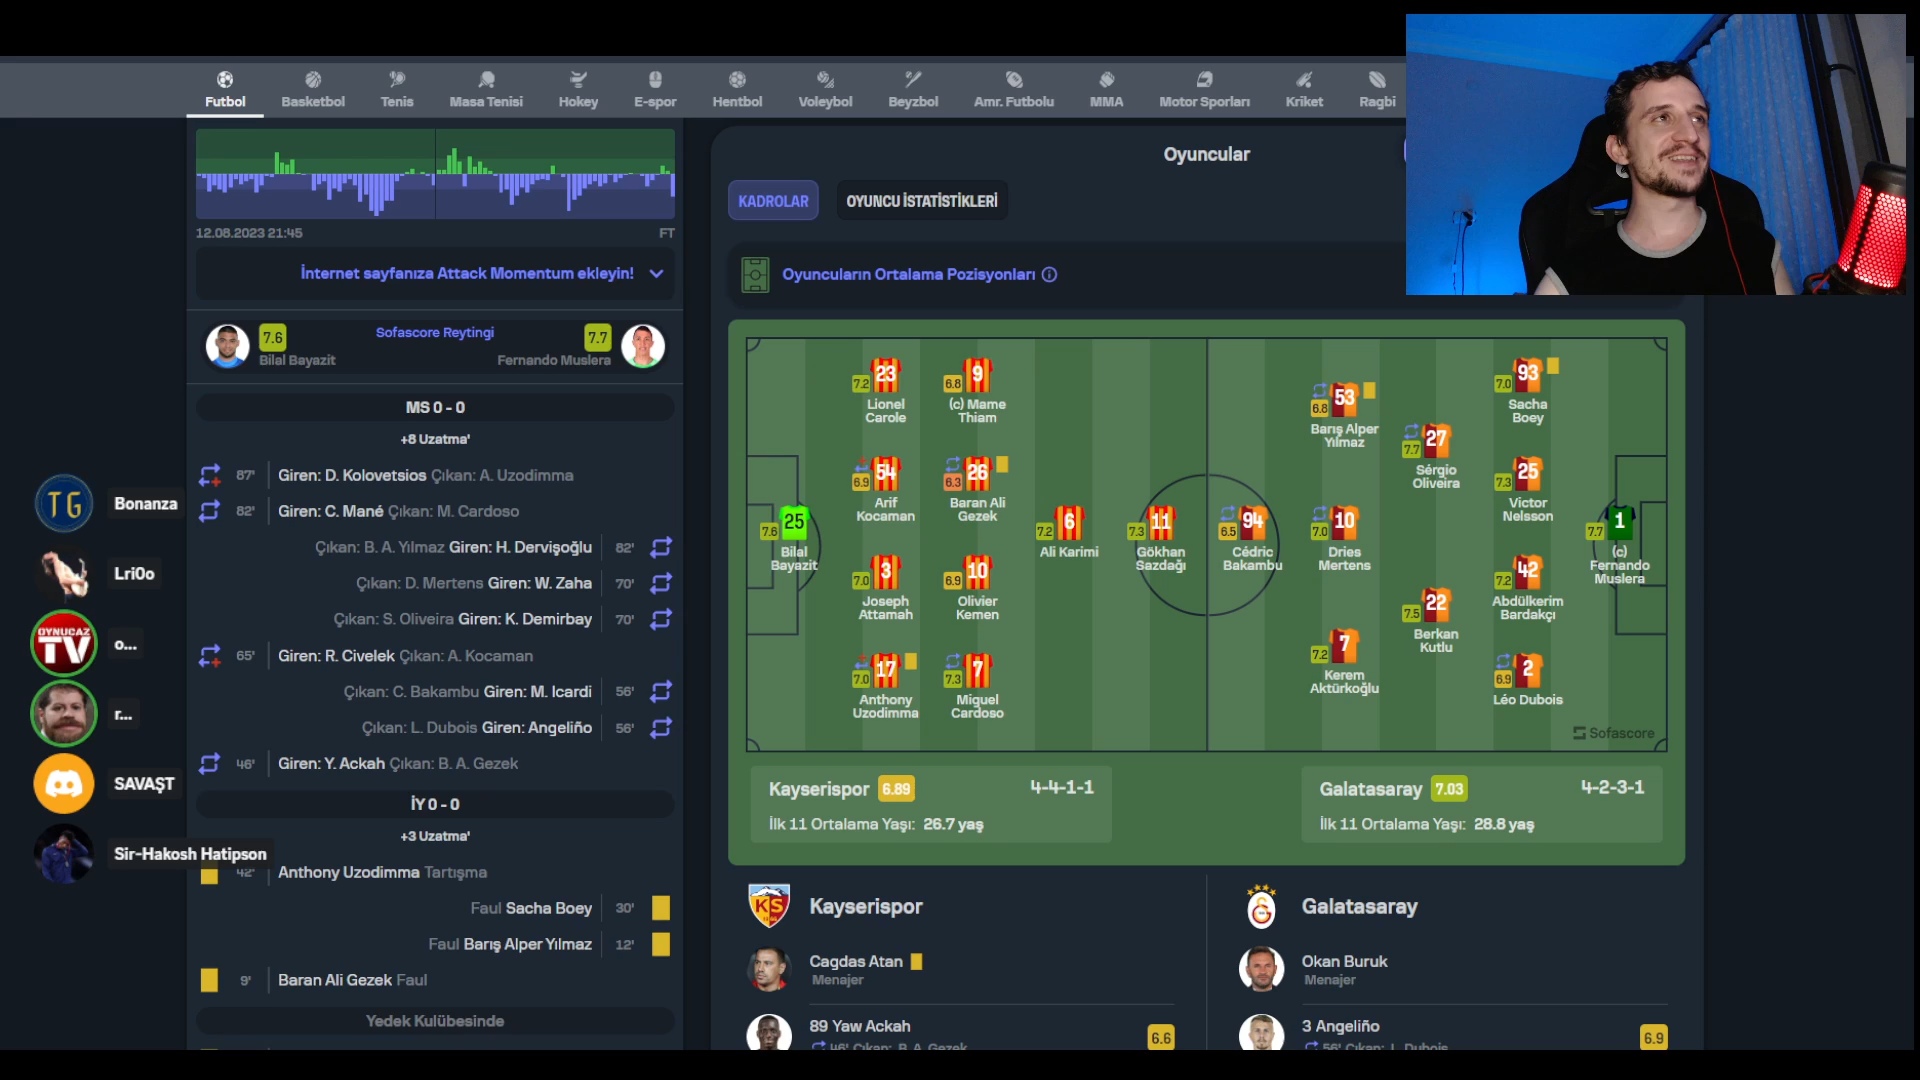 Futbol
Basketbol
Tenis
Masa Tenisi
Hokey
E-spor
Hentbol
Voleybol
Beyzbol
Amr. Futbolu
MMA
Motor Sporları
Kriket
Ragbi
12.08.2023 21:45
FT
İnternet sayfanıza Attack Momentum ekleyin!
7.6
Sofascore Reytingi
7.7
Bilal Bayazit
Fernando Muslera
MS 0 - 0
+8 Uzatma'
87' Giren: D. Kolovetsios Çıkan: A. Uzodimma
82' Giren: C. Mané Çıkan: M. Cardoso
Çıkan: B. A. Yılmaz Giren: H. Dervişoğlu 82'
Çıkan: D. Mertens Giren: W. Zaha 70'
Çıkan: S. Oliveira Giren: K. Demirbay 70'
65' Giren: R. Civelek Çıkan: A. Kocaman
Çıkan: C. Bakambu Giren: M. Icardi 56'
Çıkan: L. Dubois Giren: Angeliño 56'
46' Giren: Y. Ackah Çıkan: B. A. Gezek
İY 0 - 0
+3 Uzatma'
42' Anthony Uzodimma Tartışma
Faul Sacha Boey 30'
Faul Barış Alper Yılmaz 12'
9' Baran Ali Gezek Faul
Yedek Kulübesinde
TG
Bonanza
Lri0o
OYNUCAZ
TV
o...
r...
SAVAŞT
Sir-Hakosh Hatipson
Oyuncular
KADROLAR
OYUNCU İSTATİSTİKLERİ
Oyuncuların Ortalama Pozisyonları
25
7.6
Bilal
Bayazit
23
7.2
Lionel
Carole
54
6.9
Arif
Kocaman
3
7.0
Joseph
Attamah
17
7.0
Anthony
Uzodimma
9
6.8
(c) Mame
Thiam
26
6.3
Baran Ali
Gezek
10
6.9
Olivier
Kemen
7
7.3
Miguel
Cardoso
6
7.2
Ali Karimi
11
7.3
Gökhan
Sazdağı
94
6.5
Cédric
Bakambu
53
6.8
Barış Alper
Yılmaz
10
7.0
Dries
Mertens
7
7.2
Kerem
Aktürkoğlu
27
7.7
Sérgio
Oliveira
22
7.5
Berkan
Kutlu
93
7.0
Sacha
Boey
25
7.3
Victor
Nelsson
42
7.2
Abdülkerim
Bardakçı
2
6.9
Léo Dubois
1
7.7
(c)
Fernando
Muslera
Sofascore
Kayserispor 6.89 4-4-1-1
İlk 11 Ortalama Yaşı: 26.7 yaş
Galatasaray 7.03 4-2-3-1
İlk 11 Ortalama Yaşı: 28.8 yaş
KS
Kayserispor
Cagdas Atan
Menajer
89 Yaw Ackah
46' Çıkan: B. A. Gezek
6.6
Galatasaray
Okan Buruk
Menajer
3 Angeliño
56' Çıkan: L. Dubois
6.9